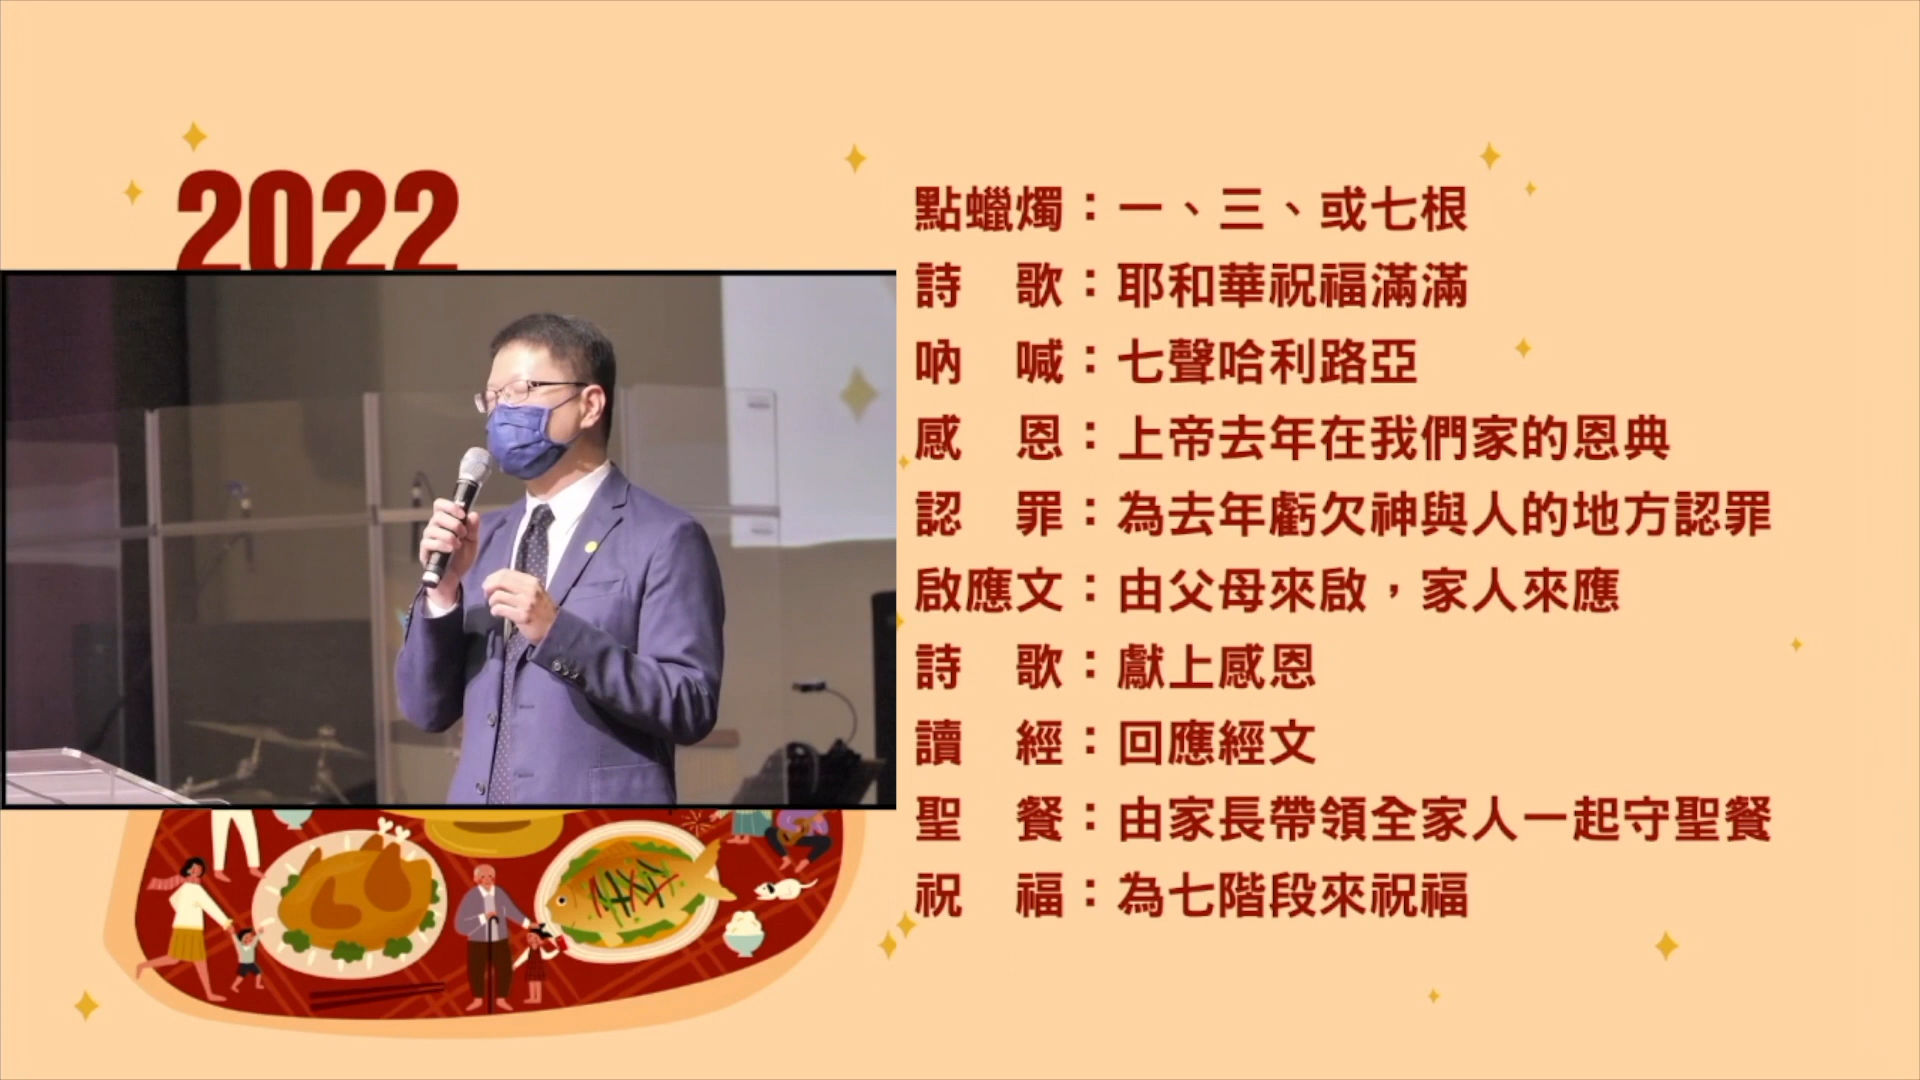 2022
點蠟燭：一、三、或七根
詩　歌：耶和華祝福滿滿
吶　喊：七聲哈利路亞
感　恩：上帝去年在我們家的恩典
認　罪：為去年虧欠神與人的地方認罪
啟應文：由父母來啟，家人來應
詩　歌：獻上感恩
讀　經：回應經文
聖　餐：由家長帶領全家人一起守聖餐
祝　福：為七階段來祝福